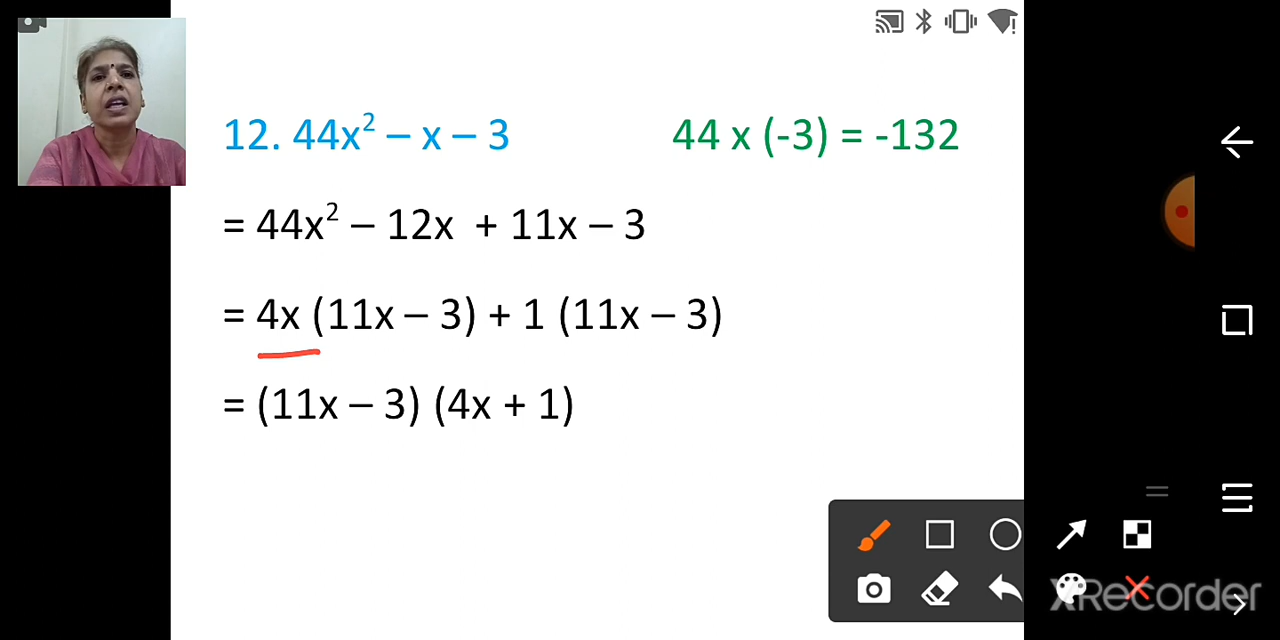 12. 44x² – x – 3
44 x (-3) = -132
= 44x² – 12x + 11x – 3
= 4x (11x – 3) + 1 (11x – 3)
= (11x – 3) (4x + 1)
XRecorder